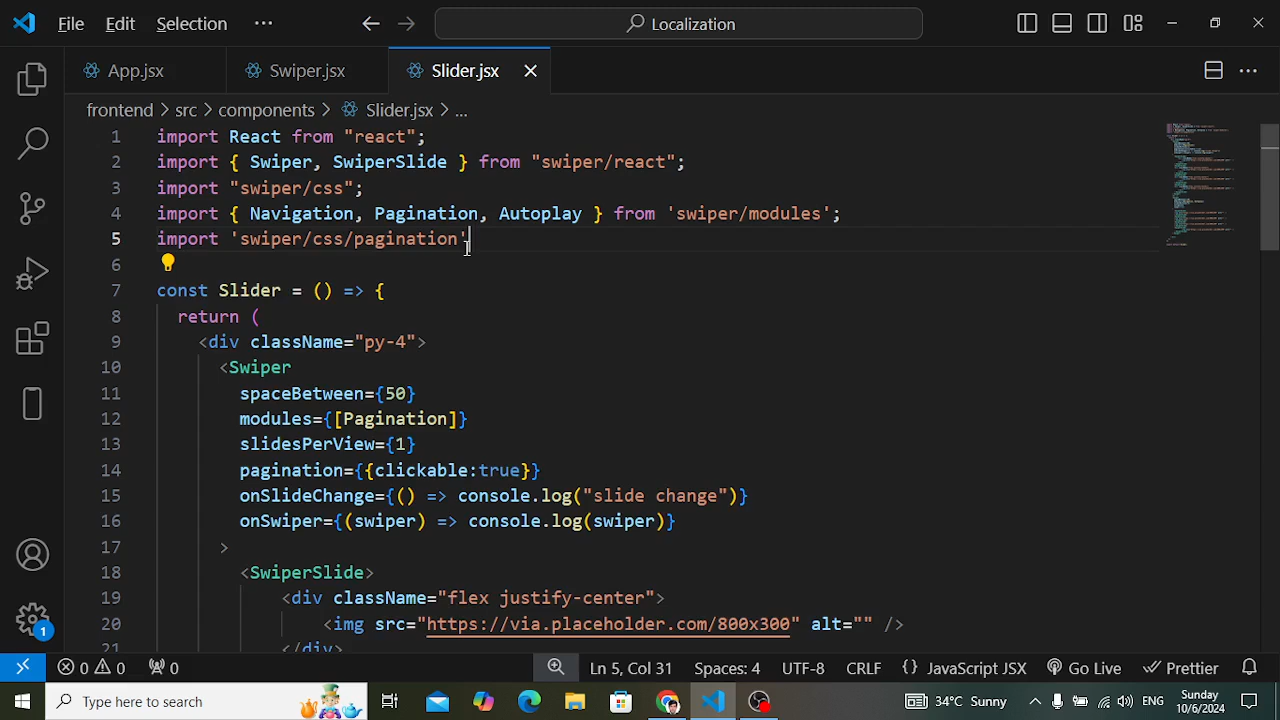 File Edit Selection ··· Localization
App.jsx Swiper.jsx Slider.jsx
frontend > src > components > Slider.jsx > ...
1 import React from "react";
2 import { Swiper, SwiperSlide } from "swiper/react";
3 import "swiper/css";
4 import { Navigation, Pagination, Autoplay } from 'swiper/modules';
5 import 'swiper/css/pagination'
6
7 const Slider = () => {
8 return (
9 <div className="py-4">
10 <Swiper
11 spaceBetween={50}
12 modules={[Pagination]}
13 slidesPerView={1}
14 pagination={{clickable:true}}
15 onSlideChange={() => console.log("slide change")}
16 onSwiper={(swiper) => console.log(swiper)}
17 >
18 <SwiperSlide>
19 <div className="flex justify-center">
20 <img src="https://via.placeholder.com/800x300" alt="" />
21 </div>
1
0 0 0 Ln 5, Col 31 Spaces: 4 UTF-8 CRLF {} JavaScript JSX Go Live Prettier
Type here to search 34°C Sunny ENG Sunday
10/6/2024